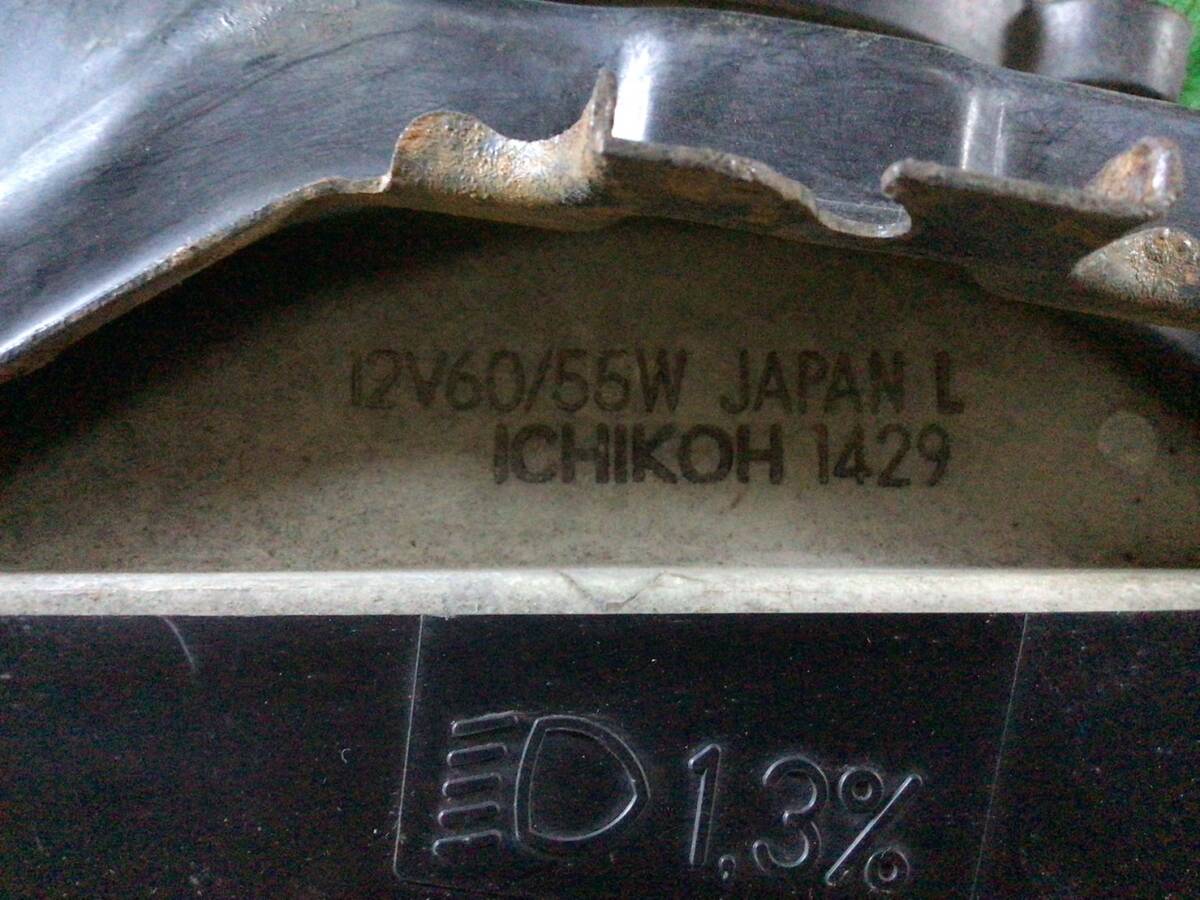 12V60/55W JAPAN L
ICHIKOH 1429
1,3%